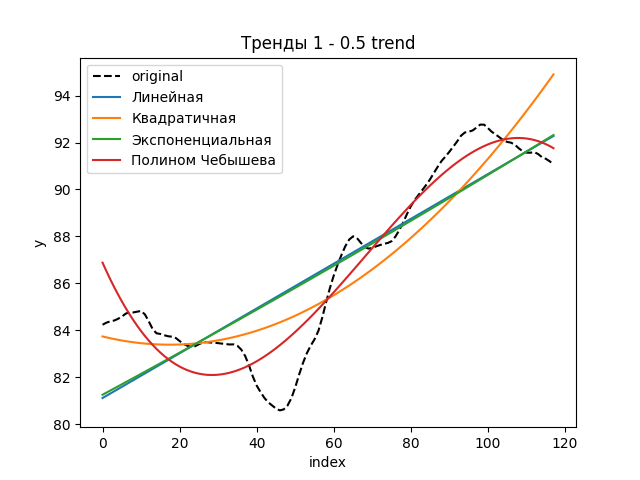 Тренды 1 - 0.5 trend
original
Линейная
Квадратичная
Экспоненциальная
Полином Чебышева
94
92
90
88
86
84
82
80
y
0 20 40 60 80 100 120
index